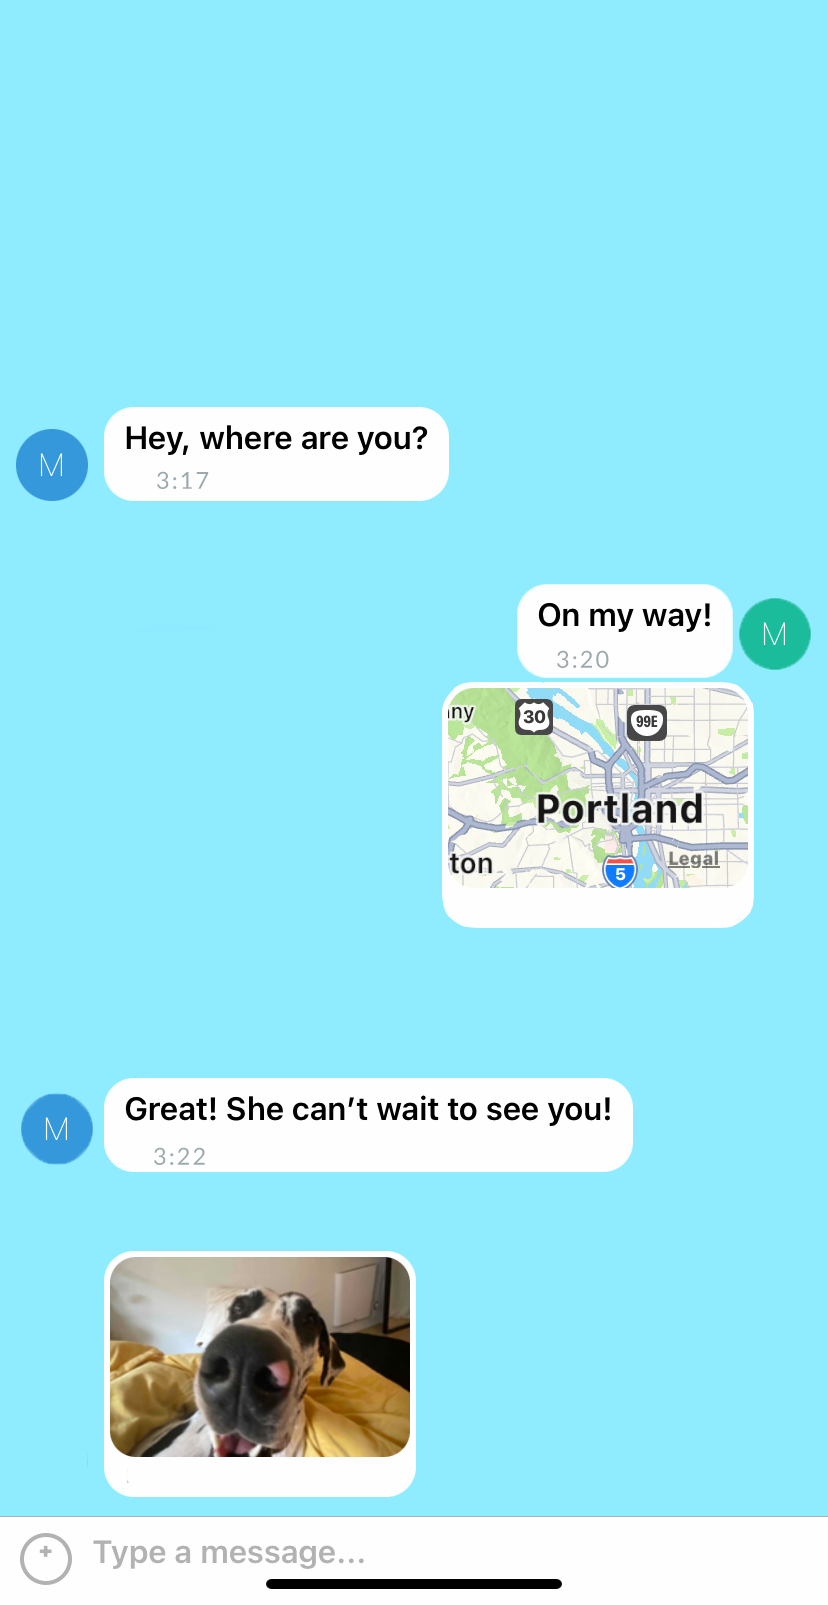 Hey, where are you?
M
3:17
On my way!
M
3:20
ny
30
99E
Portland
ton
Legal
5
Great! She can’t wait to see you!
M
3:22
Type a message...